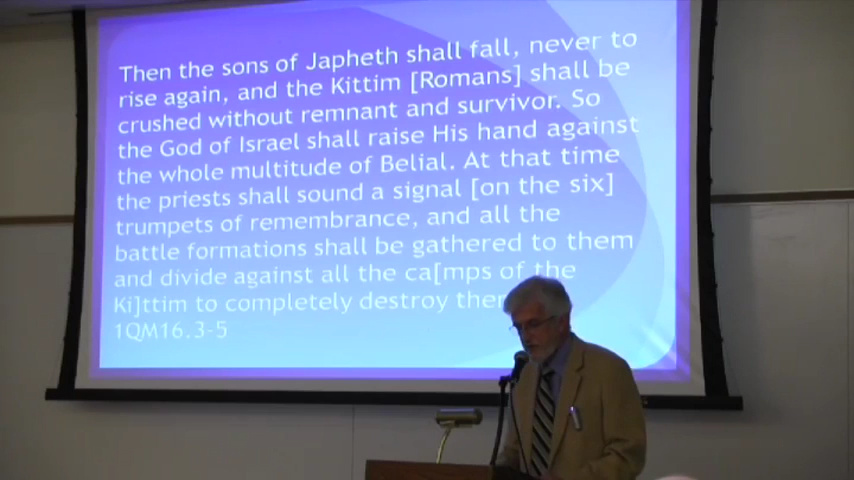 Then the sons of Japheth shall fall, never to
rise again, and the Kittim [Romans] shall be
crushed without remnant and survivor. So
the God of Israel shall raise His hand against
the whole multitude of Belial. At that time
the priests shall sound a signal [on the six]
trumpets of remembrance, and all the
battle formations shall be gathered to them
and divide against all the ca[mps of the
Ki]ttim to completely destroy
1QM16.3-5